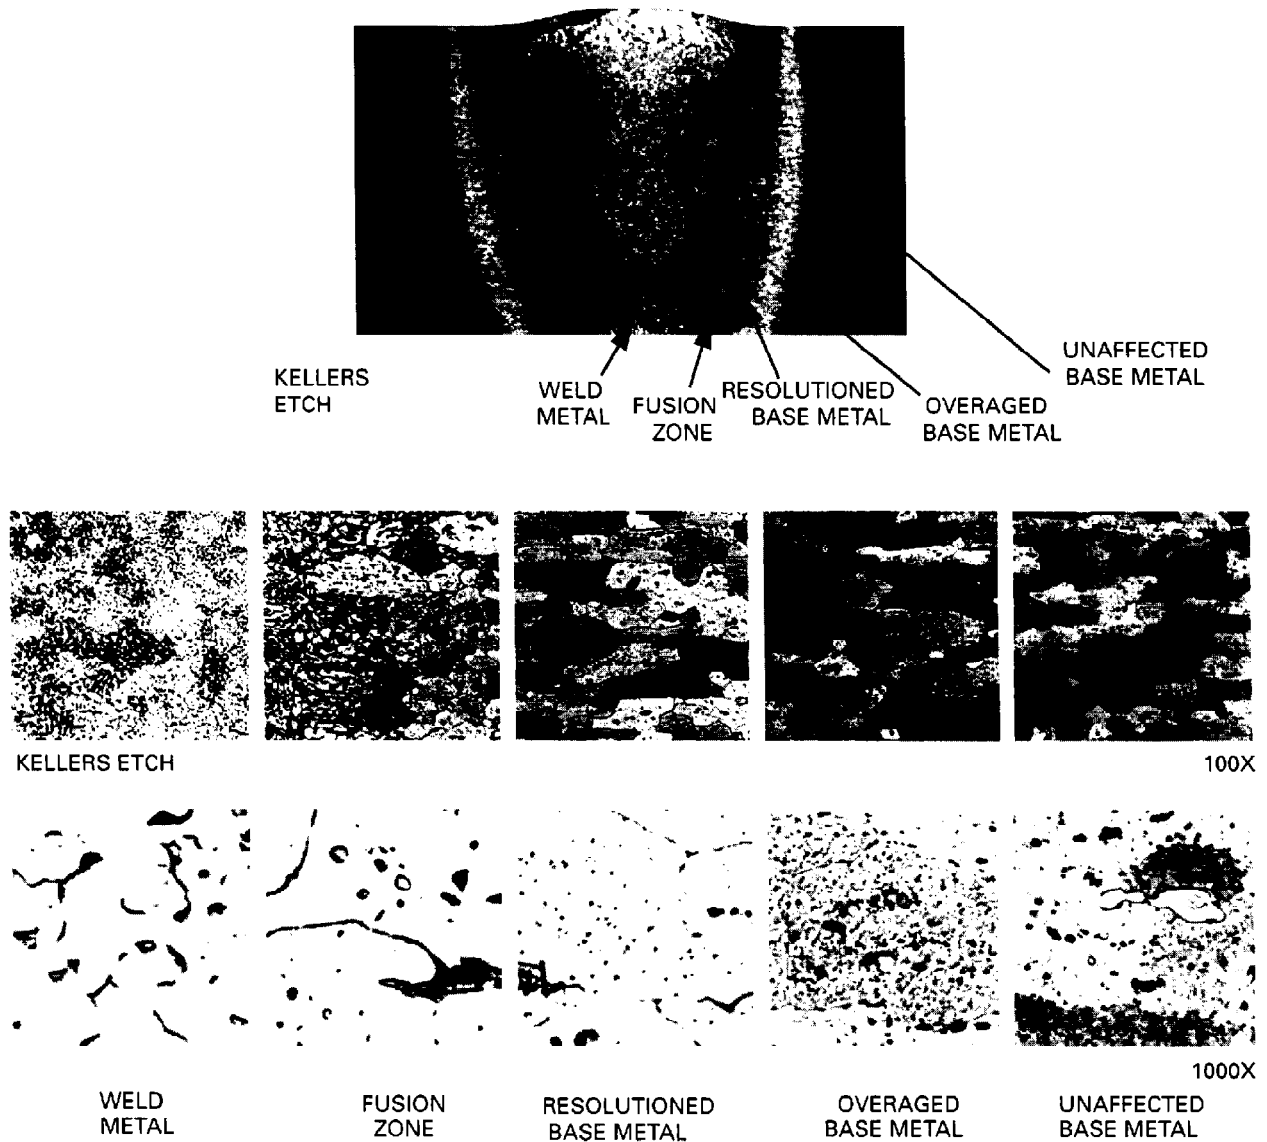 KELLERS
ETCH
WELD
METAL
FUSION
ZONE
RESOLUTIONED
BASE METAL
OVERAGED
BASE METAL
UNAFFECTED
BASE METAL
KELLERS ETCH
100X
1000X
WELD
METAL
FUSION
ZONE
RESOLUTIONED
BASE METAL
OVERAGED
BASE METAL
UNAFFECTED
BASE METAL